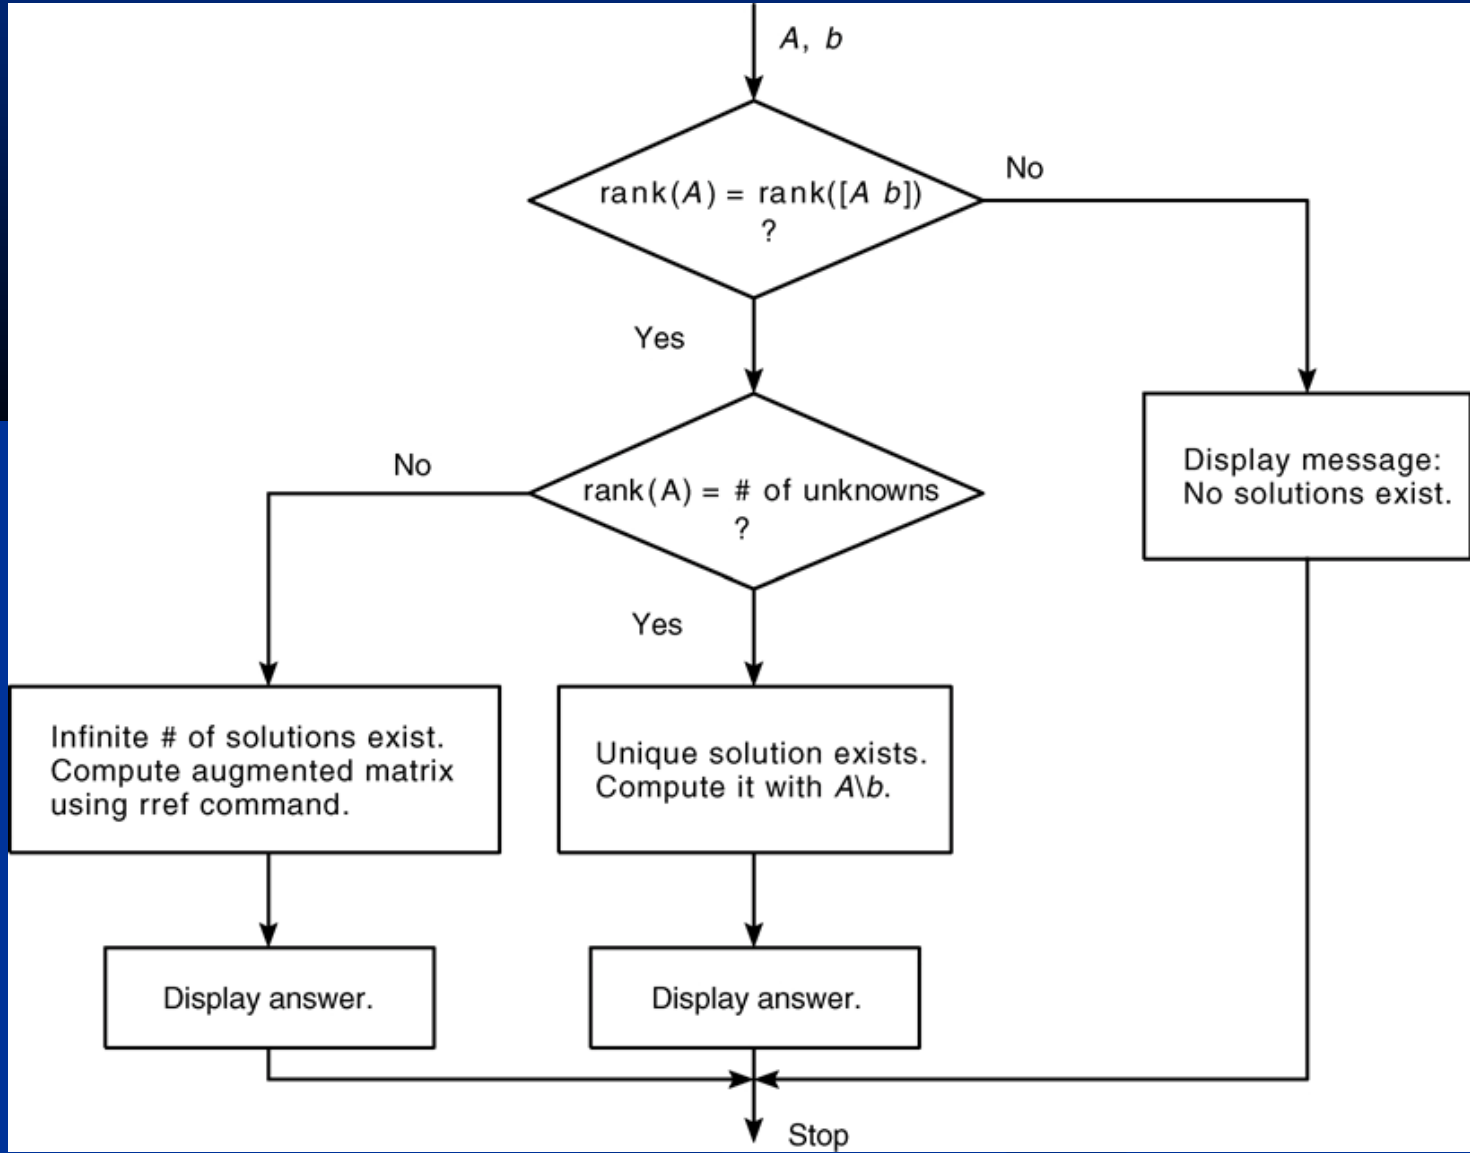 A, b
rank(A) = rank([A b])
?
No
Yes
rank(A) = # of unknowns
?
No
Yes
Display message:
No solutions exist.
Infinite # of solutions exist.
Compute augmented matrix
using rref command.
Unique solution exists.
Compute it with A\b.
Display answer.
Display answer.
Stop